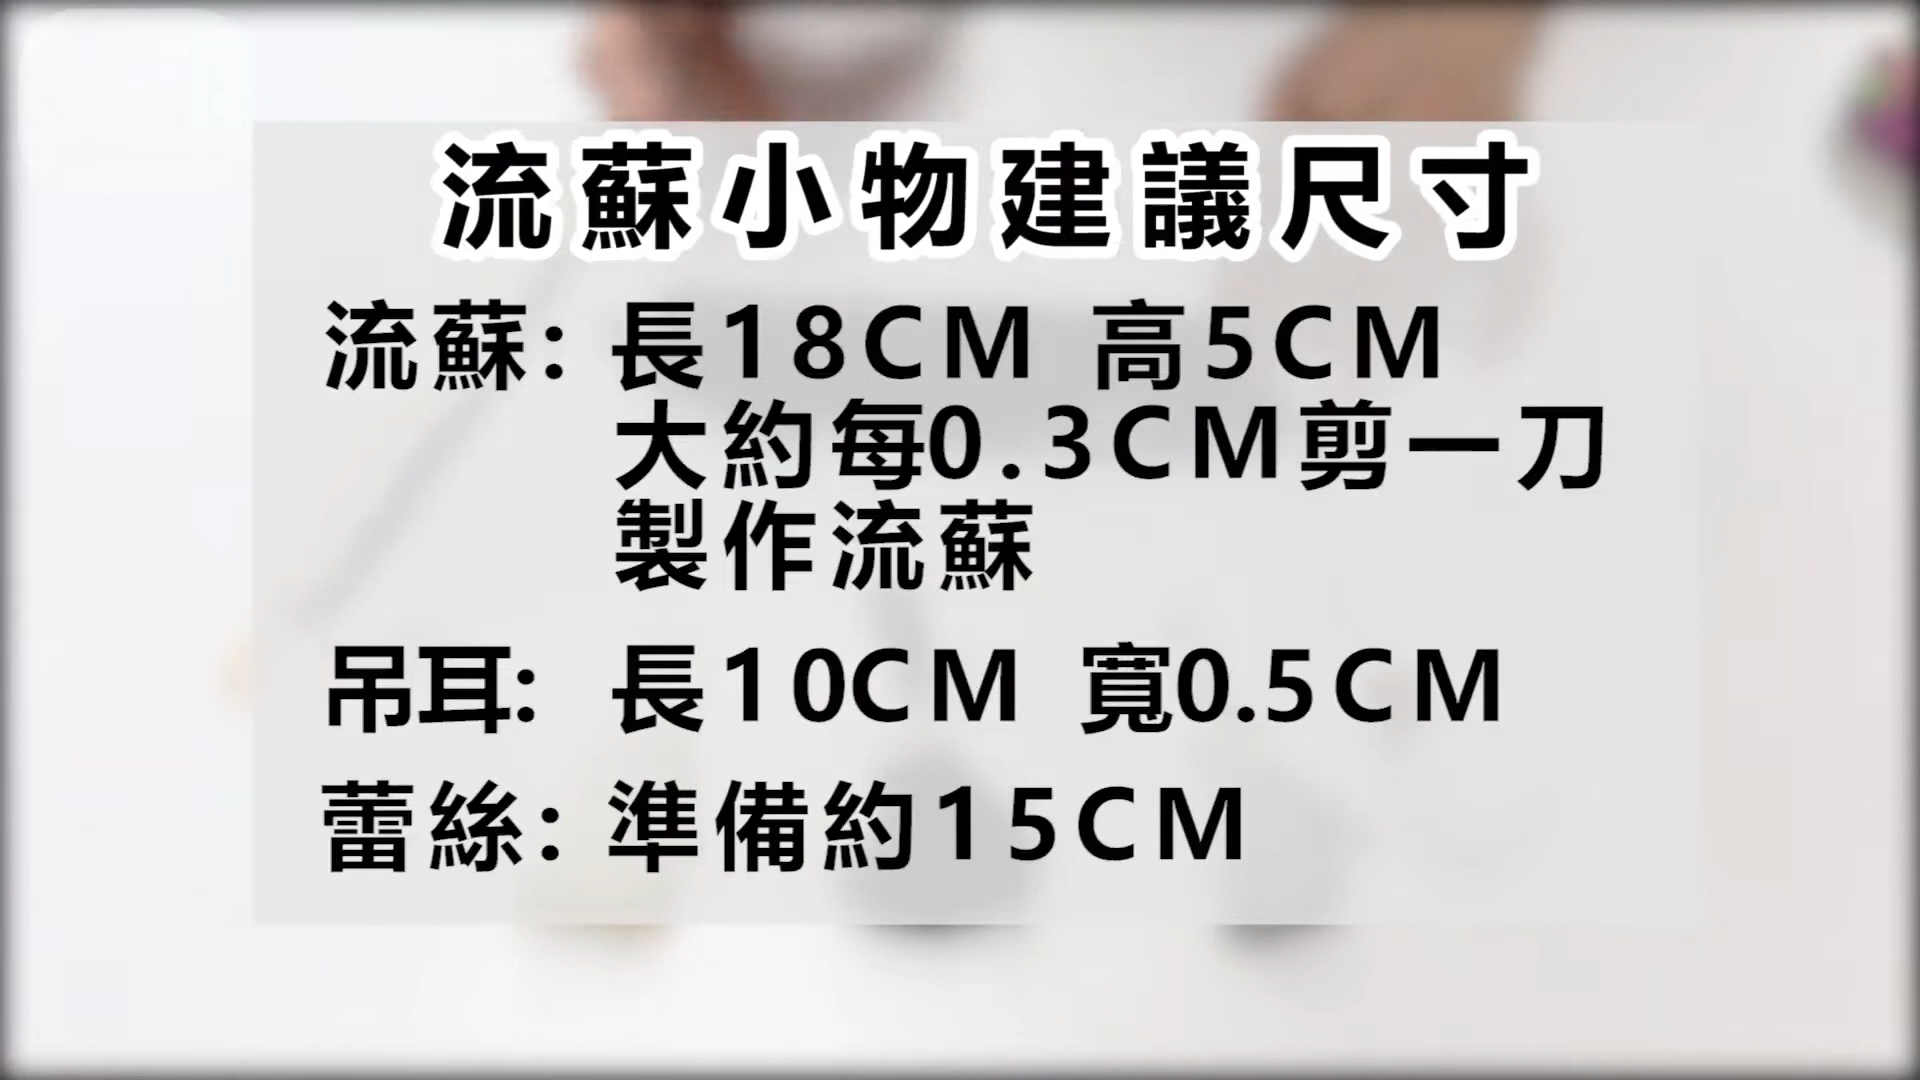 流蘇小物建議尺寸
流蘇: 長18CM 高5CM
大約每0.3CM剪一刀
製作流蘇
吊耳: 長10CM 寬0.5CM
蕾絲: 準備約15CM